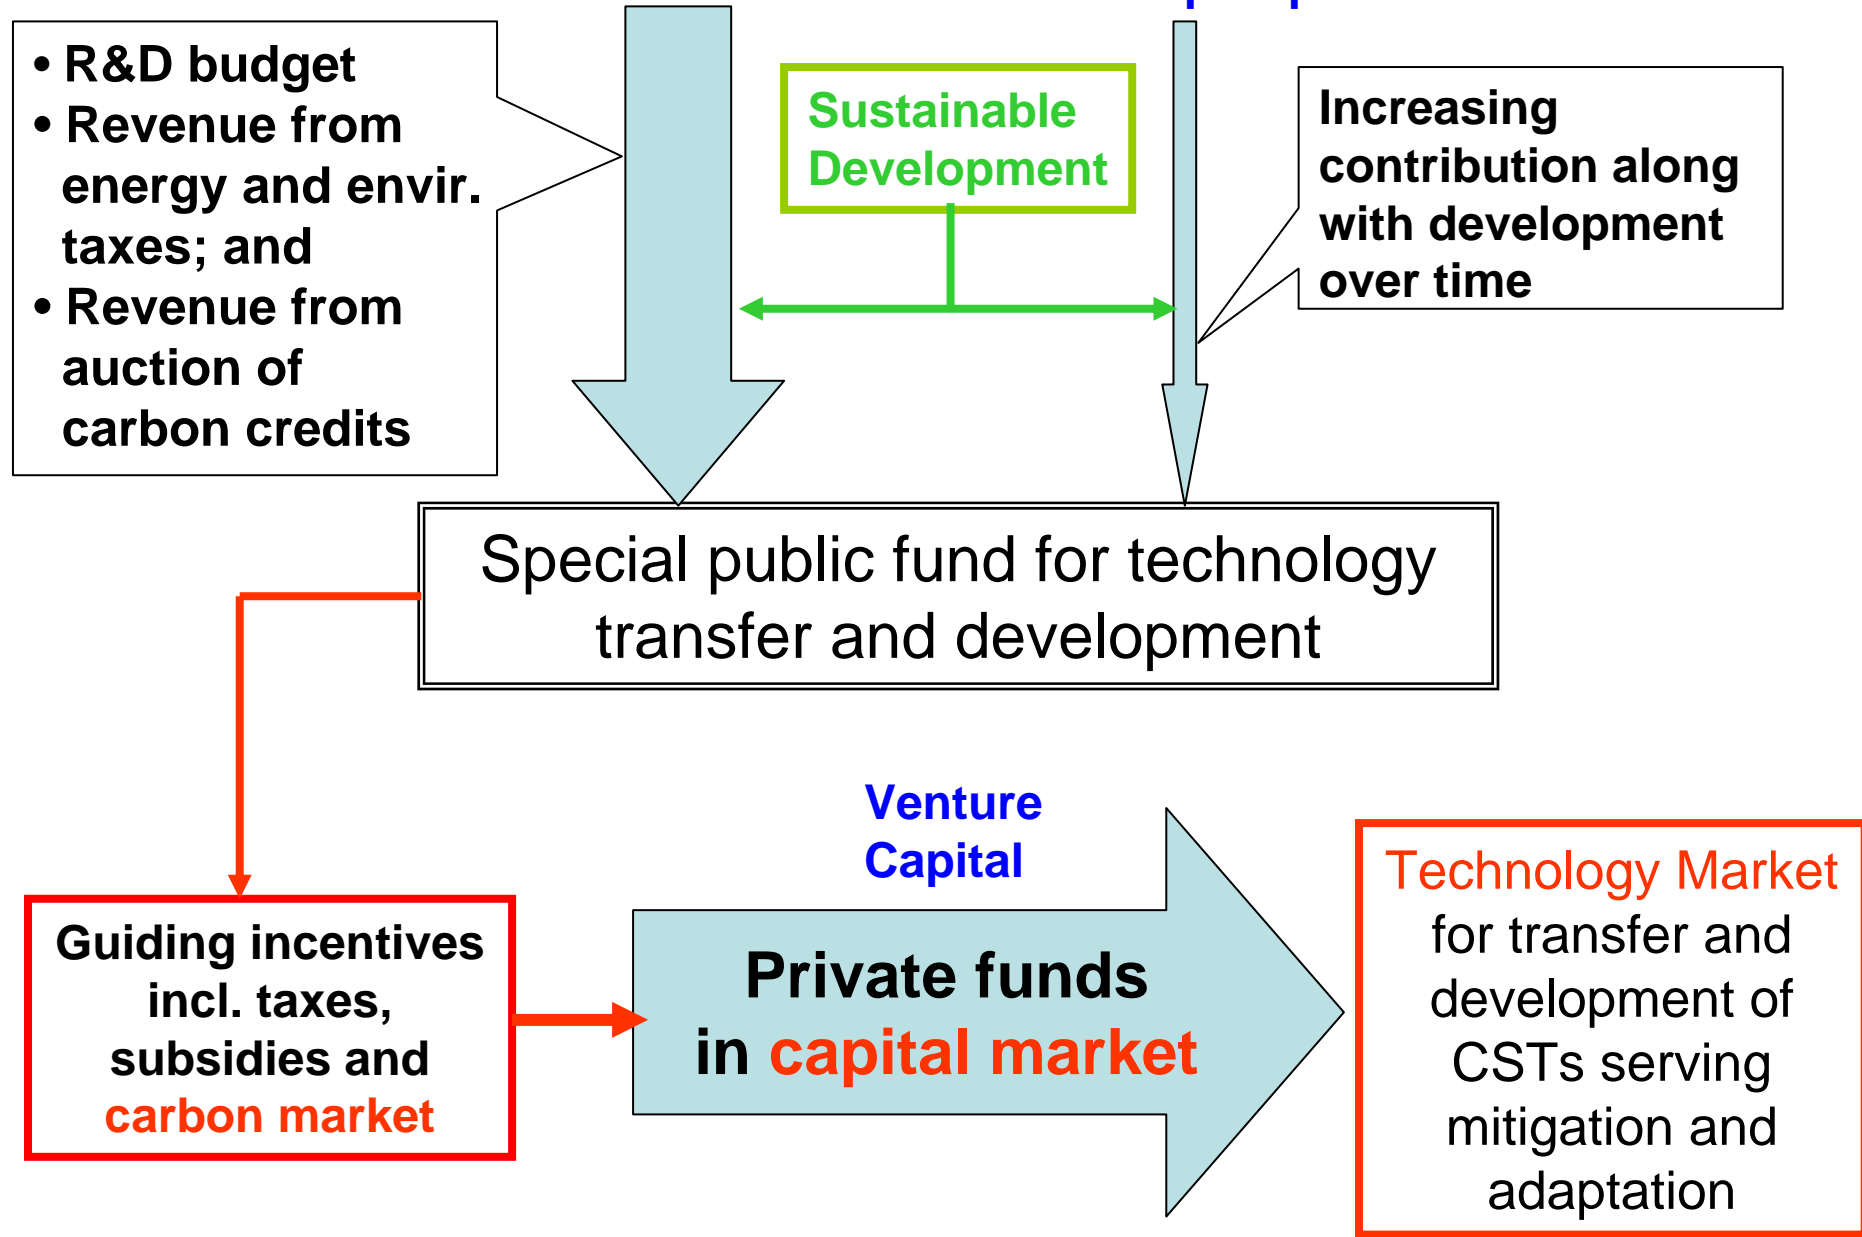 • R&D budget
• Revenue from
energy and envir.
taxes; and
• Revenue from
auction of
carbon credits
Sustainable
Development
Increasing
contribution along
with development
over time
Special public fund for technology
transfer and development
Venture
Capital
Guiding incentives
incl. taxes,
subsidies and
carbon market
Private funds
in capital market
Technology Market
for transfer and
development of
CSTs serving
mitigation and
adaptation